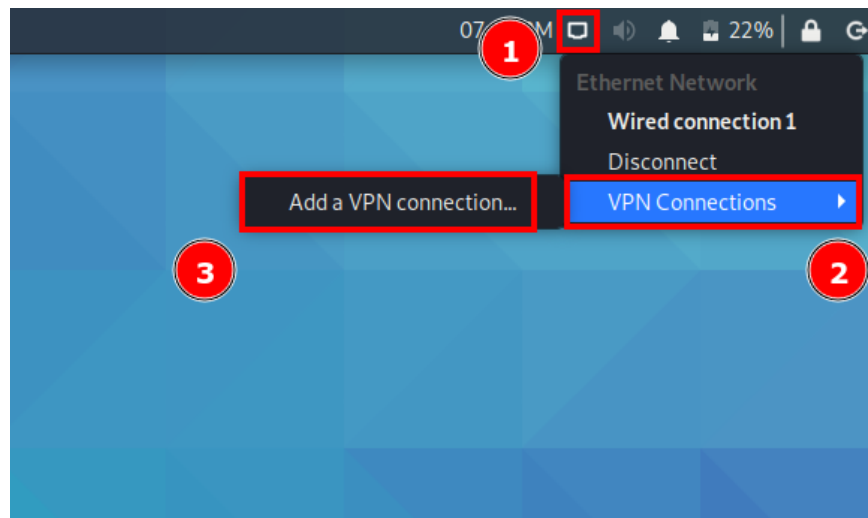 07 M 22%
1
Ethernet Network
Wired connection 1
Disconnect
Add a VPN connection... VPN Connections
3 2